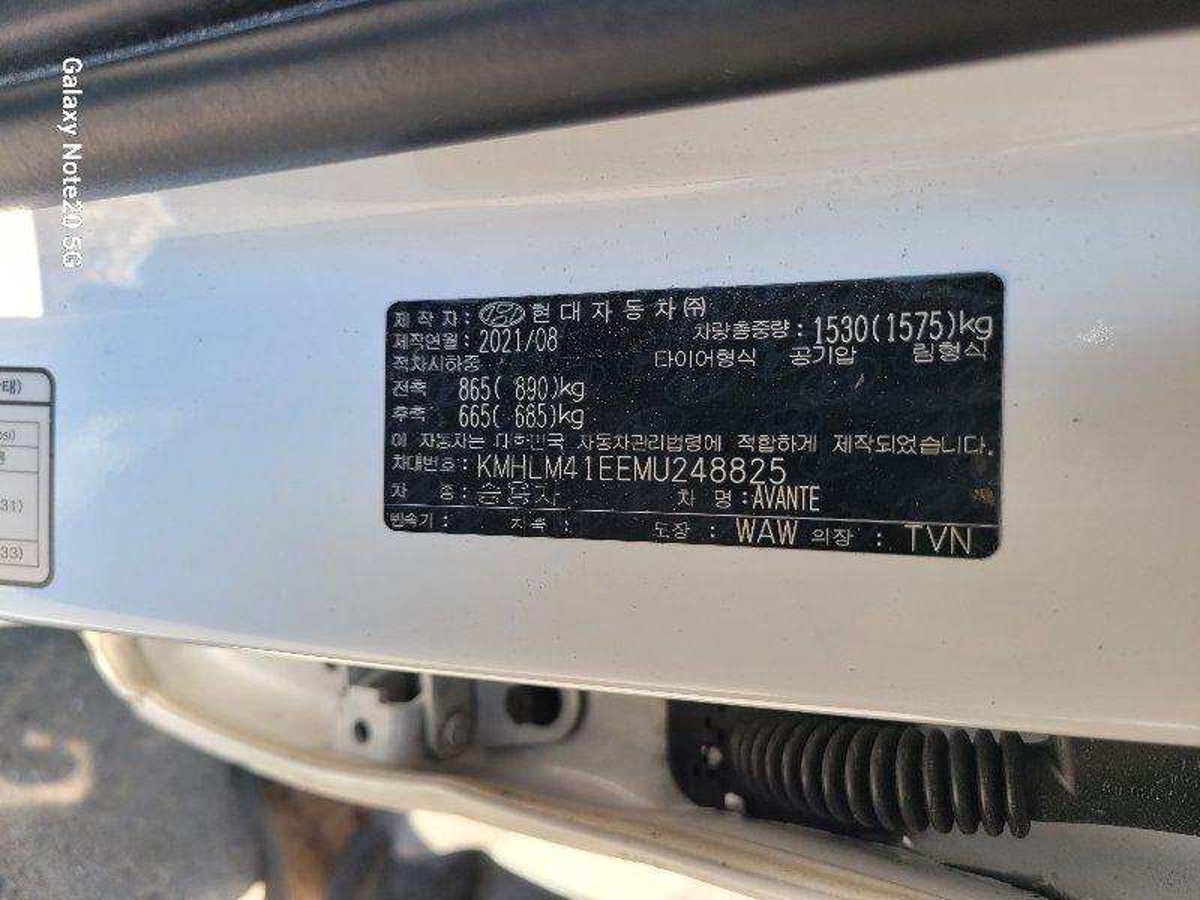 제 작 자 : 현 대 자 동 차 ㈜
제작연월 : 2021/08 차량총중량 : 1530(1575)kg
적차시하중 타이어형식 공기압 림형식
전축 865( 890)kg
후축 665( 685)kg
이 자동차는 대한민국 자동차관리법령에 적합하게 제작되었습니다.
차대번호 : KMHLM41EEMU248825
차 종 : 승용차 차 명 : AVANTE
변속기 : 지역 : 도장 : WAW 의장 : TVN
Galaxy Note20 5G
31)
33)